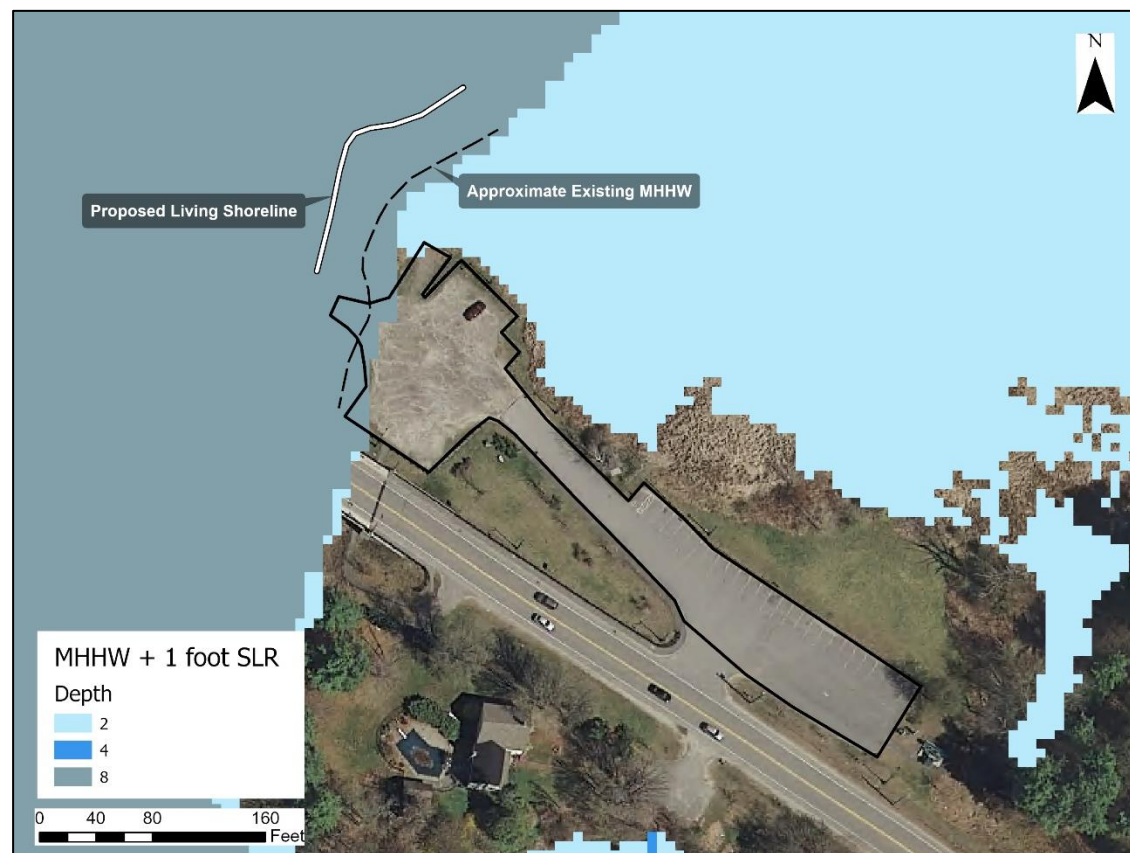 N
Proposed Living Shoreline
Approximate Existing MHHW
MHHW + 1 foot SLR
Depth
2
4
8
0 40 80 160
Feet